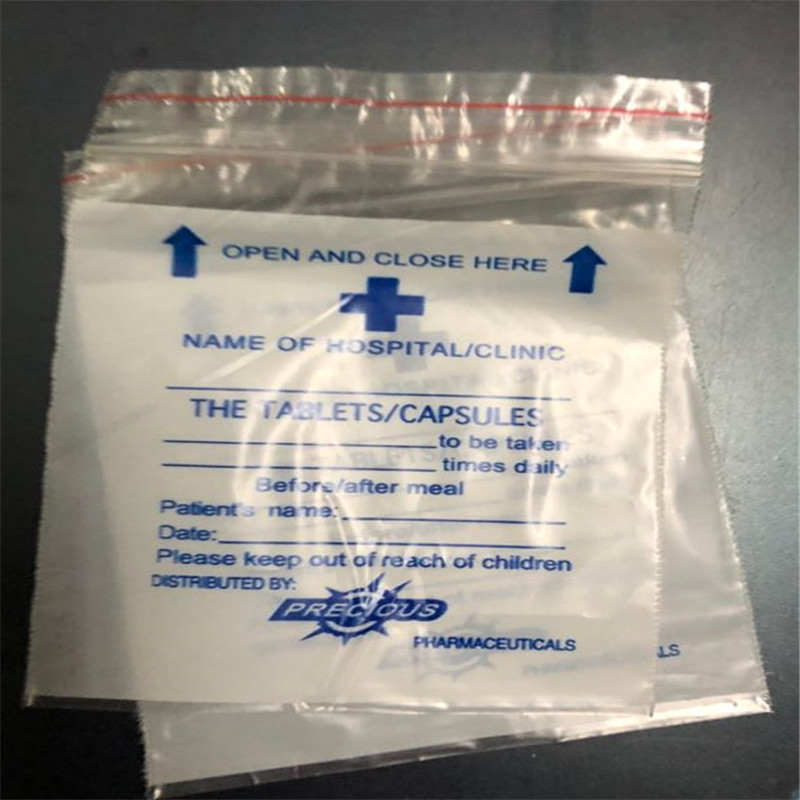 OPEN AND CLOSE HERE
NAME OF HOSPITAL/CLINIC
THE TABLETS/CAPSULES
to be taken
times daily
Before/after meal
Patient's name:
Date:
Please keep out of reach of children
DISTRIBUTED BY:
PRECIOUS
PHARMACEUTICALS
LS